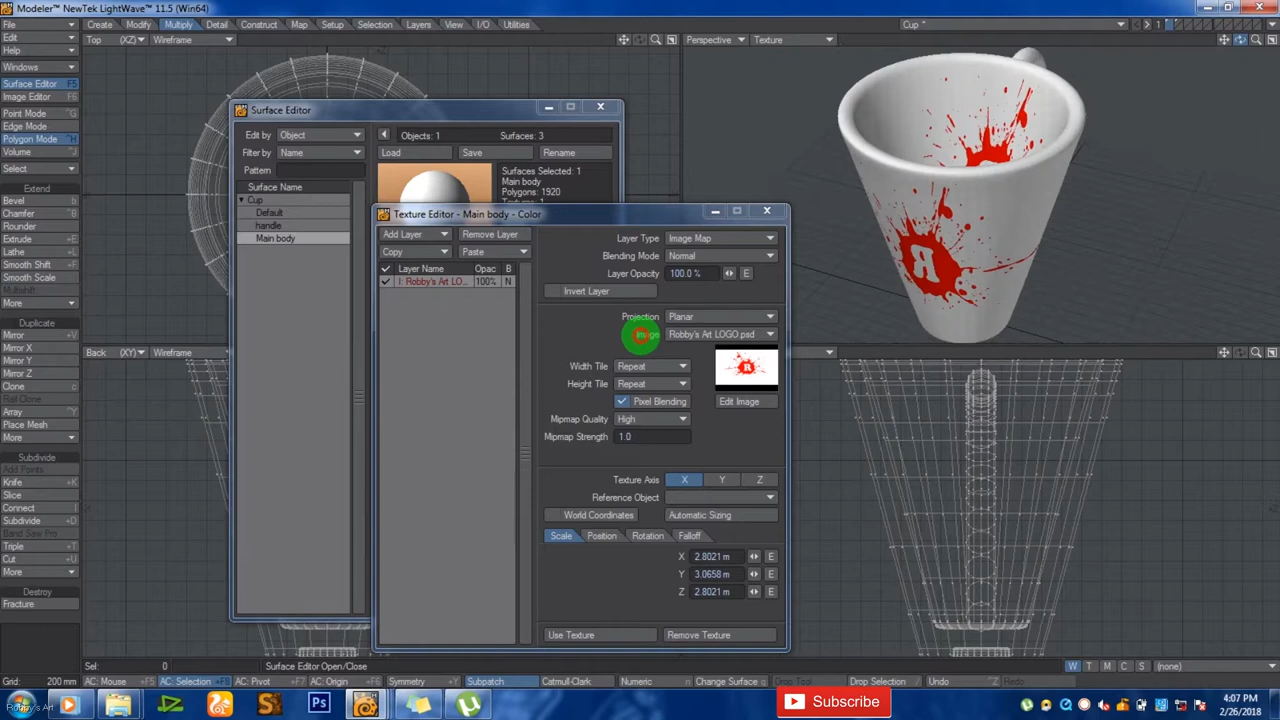 Modeler™ NewTek LightWave™ 11.5 (Win64)
File Create Modify Multiply Detail Construct Map Setup Selection Layers View I/O Utilities Cup * 1
Edit
Help
Top (XZ) Wireframe Perspective Texture
Windows
Surface Editor F5
Image Editor F6
Point Mode ^G
Edge Mode
Polygon Mode ^H
Volume ^J
Select
Extend
Bevel b
Chamfer
Rounder
Extrude +E
Lathe +L
Smooth Shift +F
Smooth Scale
Multishift
More
Duplicate
Mirror +V
Mirror X
Mirror Y
Mirror Z
Clone c
Rail Clone
Array ^Y
Place Mesh
More
Subdivide
Add Points
Knife +K
Slice
Connect l
Subdivide +D
Band Saw Pro
Triple +T
Cut +U
More
Destroy
Fracture
Back (XY) Wireframe
Surface Editor
Edit by Object Objects: 1 Surfaces: 3
Filter by Name Load Save Rename
Pattern
Surface Name
Cup
Default
handle
Main body
Surfaces Selected: 1
Main body
Polygons: 1920
Texture Editor - Main body - Color
Add Layer Remove Layer
Copy Paste
Layer Name Opac B
I: Robby's Art LO... 100% N
Layer Type Image Map
Blending Mode Normal
Layer Opacity 100.0 % E
Invert Layer
Projection Planar
Image Robby's Art LOGO.psd
Width Tile Repeat
Height Tile Repeat
Pixel Blending Edit Image
Mipmap Quality High
Mipmap Strength 1.0
Texture Axis X Y Z
Reference Object
World Coordinates Automatic Sizing
Scale Position Rotation Falloff
X 2.8021 m E
Y 3.0658 m E
Z 2.8021 m E
Use Texture Remove Texture
R
Sel: 0 Surface Editor Open/Close W T M C S (none)
Grid: 200 mm AC: Mouse +F5 AC: Selection +F6 AC: Pivot +F7 AC: Origin +F8 Symmetry +Y Subpatch Catmull-Clark Numeric n Change Surface q Drop Tool Drop Selection / Undo Redo
Robby's Art
Ps
Subscribe
4:07 PM
2/26/2018